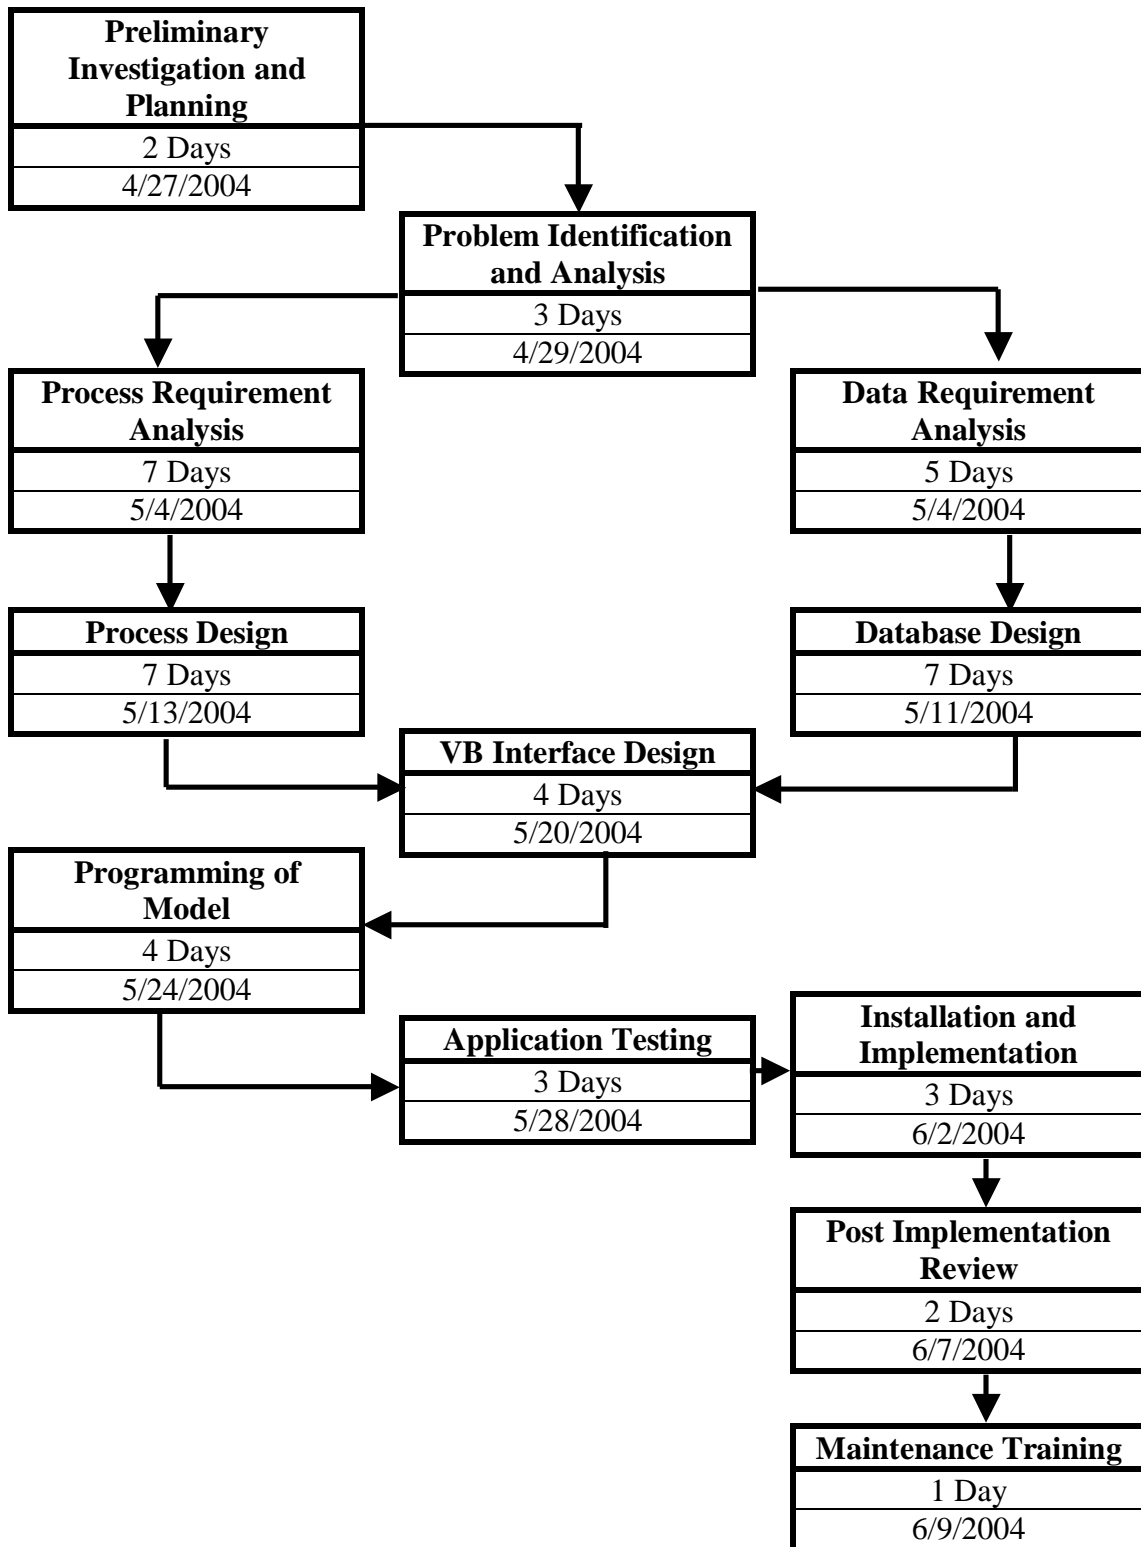 Preliminary
Investigation and
Planning
2 Days
4/27/2004
Problem Identification
and Analysis
3 Days
4/29/2004
Process Requirement
Analysis
7 Days
5/4/2004
Data Requirement
Analysis
5 Days
5/4/2004
Process Design
7 Days
5/13/2004
Database Design
7 Days
5/11/2004
VB Interface Design
4 Days
5/20/2004
Programming of
Model
4 Days
5/24/2004
Application Testing
3 Days
5/28/2004
Installation and
Implementation
3 Days
6/2/2004
Post Implementation
Review
2 Days
6/7/2004
Maintenance Training
1 Day
6/9/2004